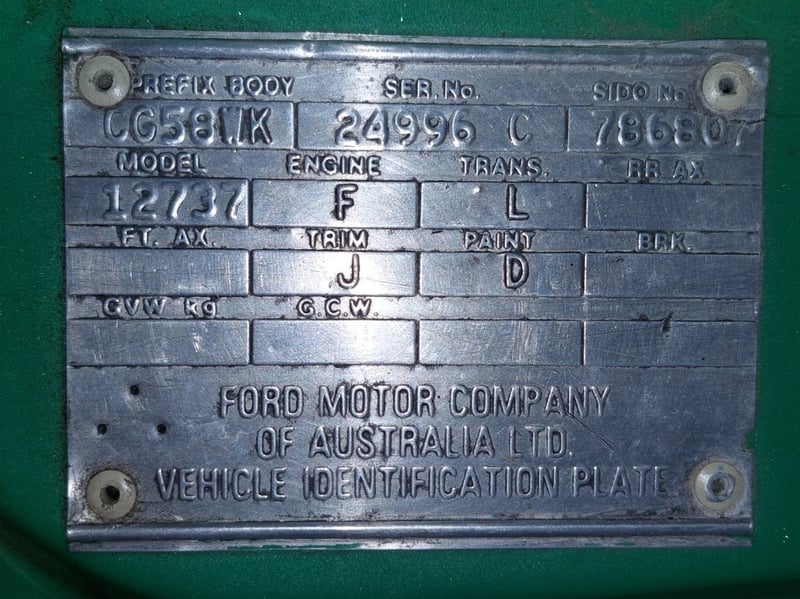 PREFIX BODY SER. No. SIDO No.
CG58WK 24996 C 786807
MODEL ENGINE TRANS. RR AX
12737 F L
FT. AX. TRIM PAINT BRK.
J D
GVW kg G.C.W.
FORD MOTOR COMPANY
OF AUSTRALIA LTD.
VEHICLE IDENTIFICATION PLATE